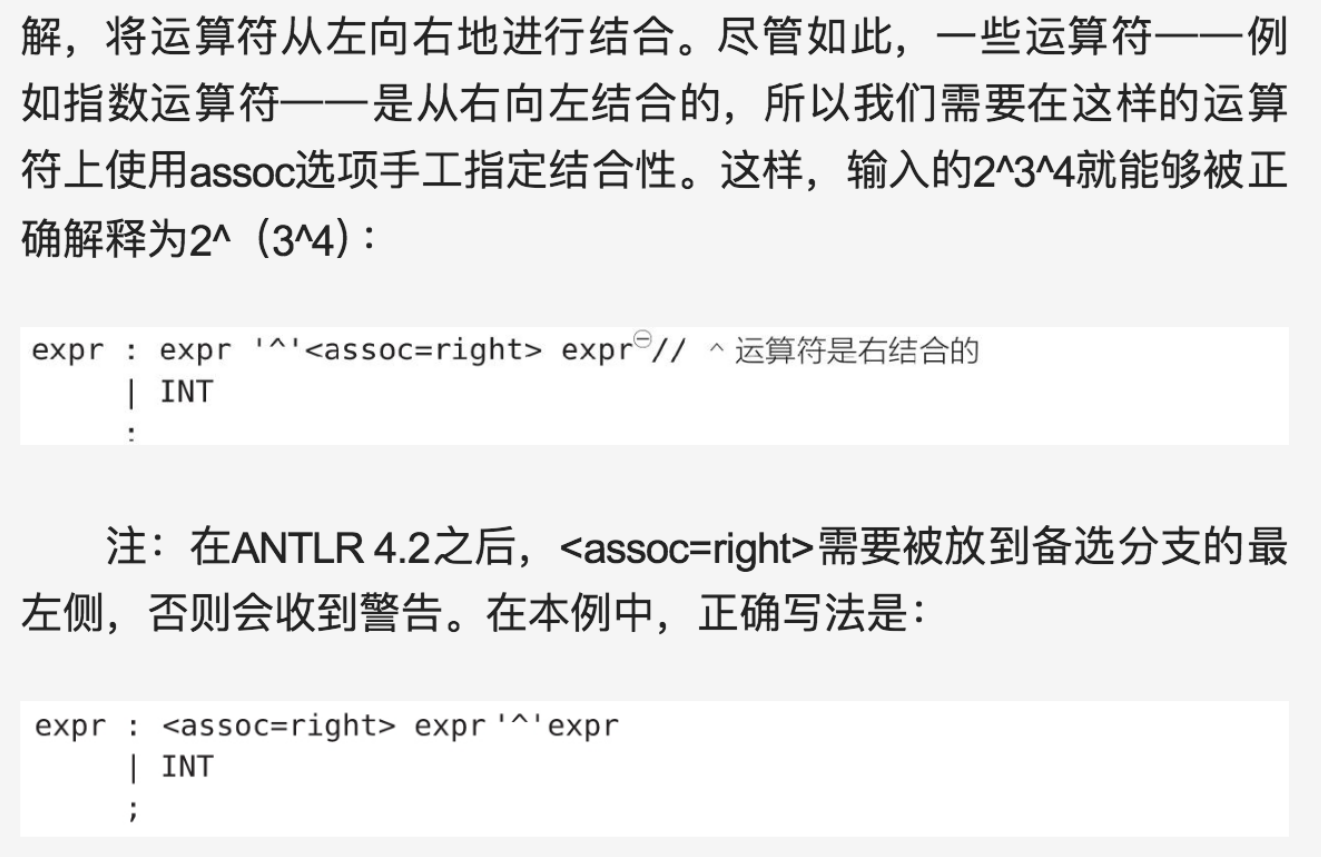 解，将运算符从左向右地进行结合。尽管如此，一些运算符——例
如指数运算符——是从右向左结合的，所以我们需要在这样的运算
符上使用assoc选项手工指定结合性。这样，输入的2^3^4就能够被正
确解释为2^（3^4）：
expr : expr '^'<assoc=right> expr⊖// ^ 运算符是右结合的
| INT
:
注：在ANTLR 4.2之后，<assoc=right>需要被放到备选分支的最
左侧，否则会收到警告。在本例中，正确写法是：
expr : <assoc=right> expr '^'expr
| INT
;